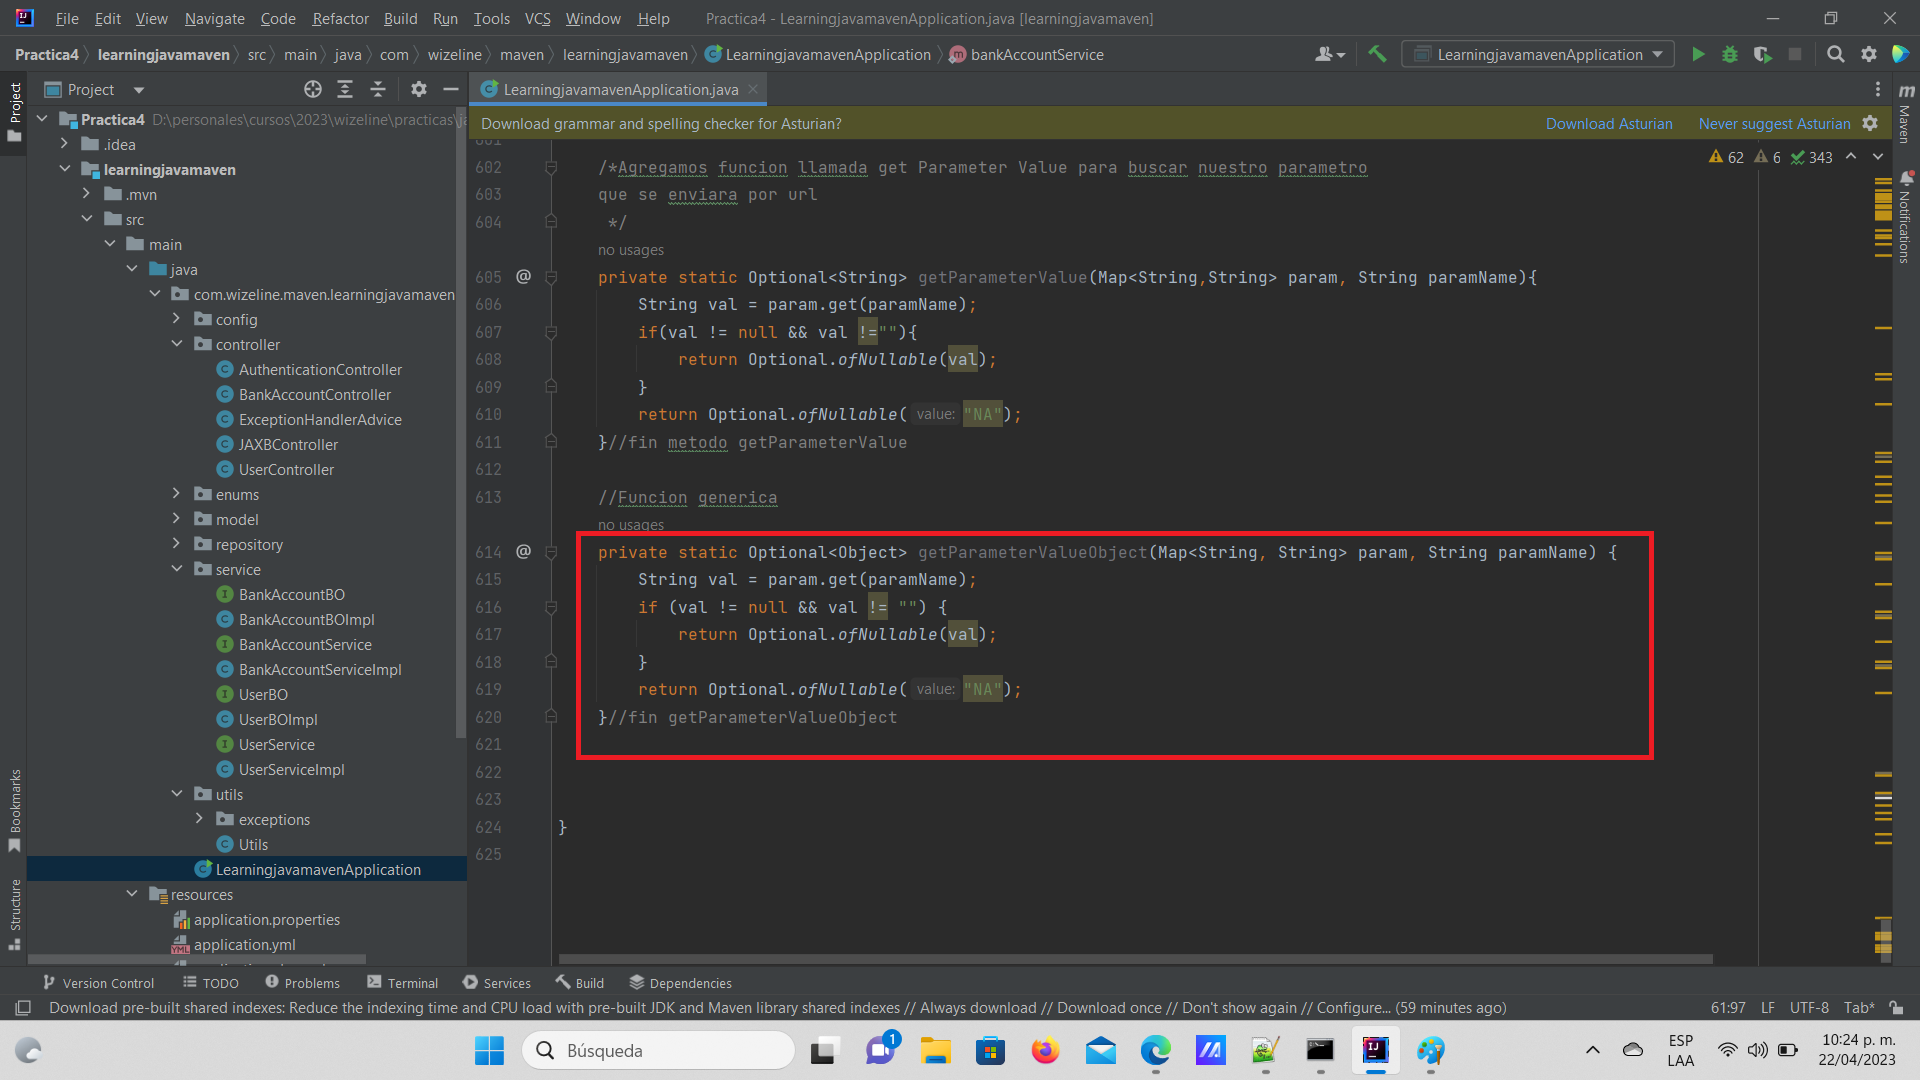 File Edit View Navigate Code Refactor Build Run Tools VCS Window Help Practica4 - LearningjavamavenApplication.java [learningjavamaven]
Practica4 learningjavamaven src main java com wizeline maven learningjavamaven LearningjavamavenApplication bankAccountService LearningjavamavenApplication
Project
LearningjavamavenApplication.java
Download grammar and spelling checker for Asturian? Download Asturian Never suggest Asturian
62 6 343
Project
Bookmarks
Structure
Maven
Notifications
Practica4 D:\personales\cursos\2023\wizeline\practicas\ja
.idea
learningjavamaven
.mvn
src
main
java
com.wizeline.maven.learningjavamaven
config
controller
AuthenticationController
BankAccountController
ExceptionHandlerAdvice
JAXBController
UserController
enums
model
repository
service
BankAccountBO
BankAccountBOImpl
BankAccountService
BankAccountServiceImpl
UserBO
UserBOImpl
UserService
UserServiceImpl
utils
exceptions
Utils
LearningjavamavenApplication
resources
application.properties
application.yml
601
602 /*Agregamos funcion llamada get Parameter Value para buscar nuestro parametro
603 que se enviara por url
604 */
no usages
605 @ private static Optional<String> getParameterValue(Map<String,String> param, String paramName){
606 String val = param.get(paramName);
607 if(val != null && val !=""){
608 return Optional.ofNullable(val);
609 }
610 return Optional.ofNullable( value: "NA");
611 }//fin metodo getParameterValue
612
613 //Funcion generica
no usages
614 @ private static Optional<Object> getParameterValueObject(Map<String, String> param, String paramName) {
615 String val = param.get(paramName);
616 if (val != null && val != "") {
617 return Optional.ofNullable(val);
618 }
619 return Optional.ofNullable( value: "NA");
620 }//fin getParameterValueObject
621
622
623
624 }
625
Version Control TODO Problems Terminal Services Build Dependencies
Download pre-built shared indexes: Reduce the indexing time and CPU load with pre-built JDK and Maven library shared indexes // Always download // Download once // Don't show again // Configure... (59 minutes ago) 61:97 LF UTF-8 Tab*
Búsqueda
1
ESP
LAA
10:24 p. m.
22/04/2023